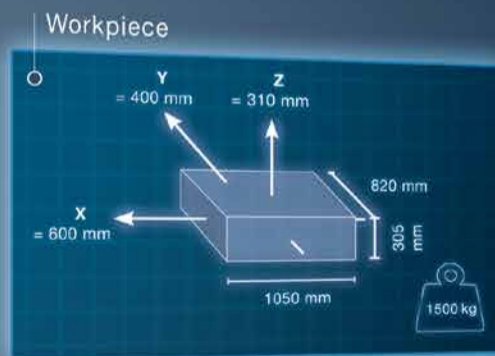 Workpiece
Y
= 400 mm
Z
= 310 mm
X
= 600 mm
820 mm
305 mm
1050 mm
1500 kg